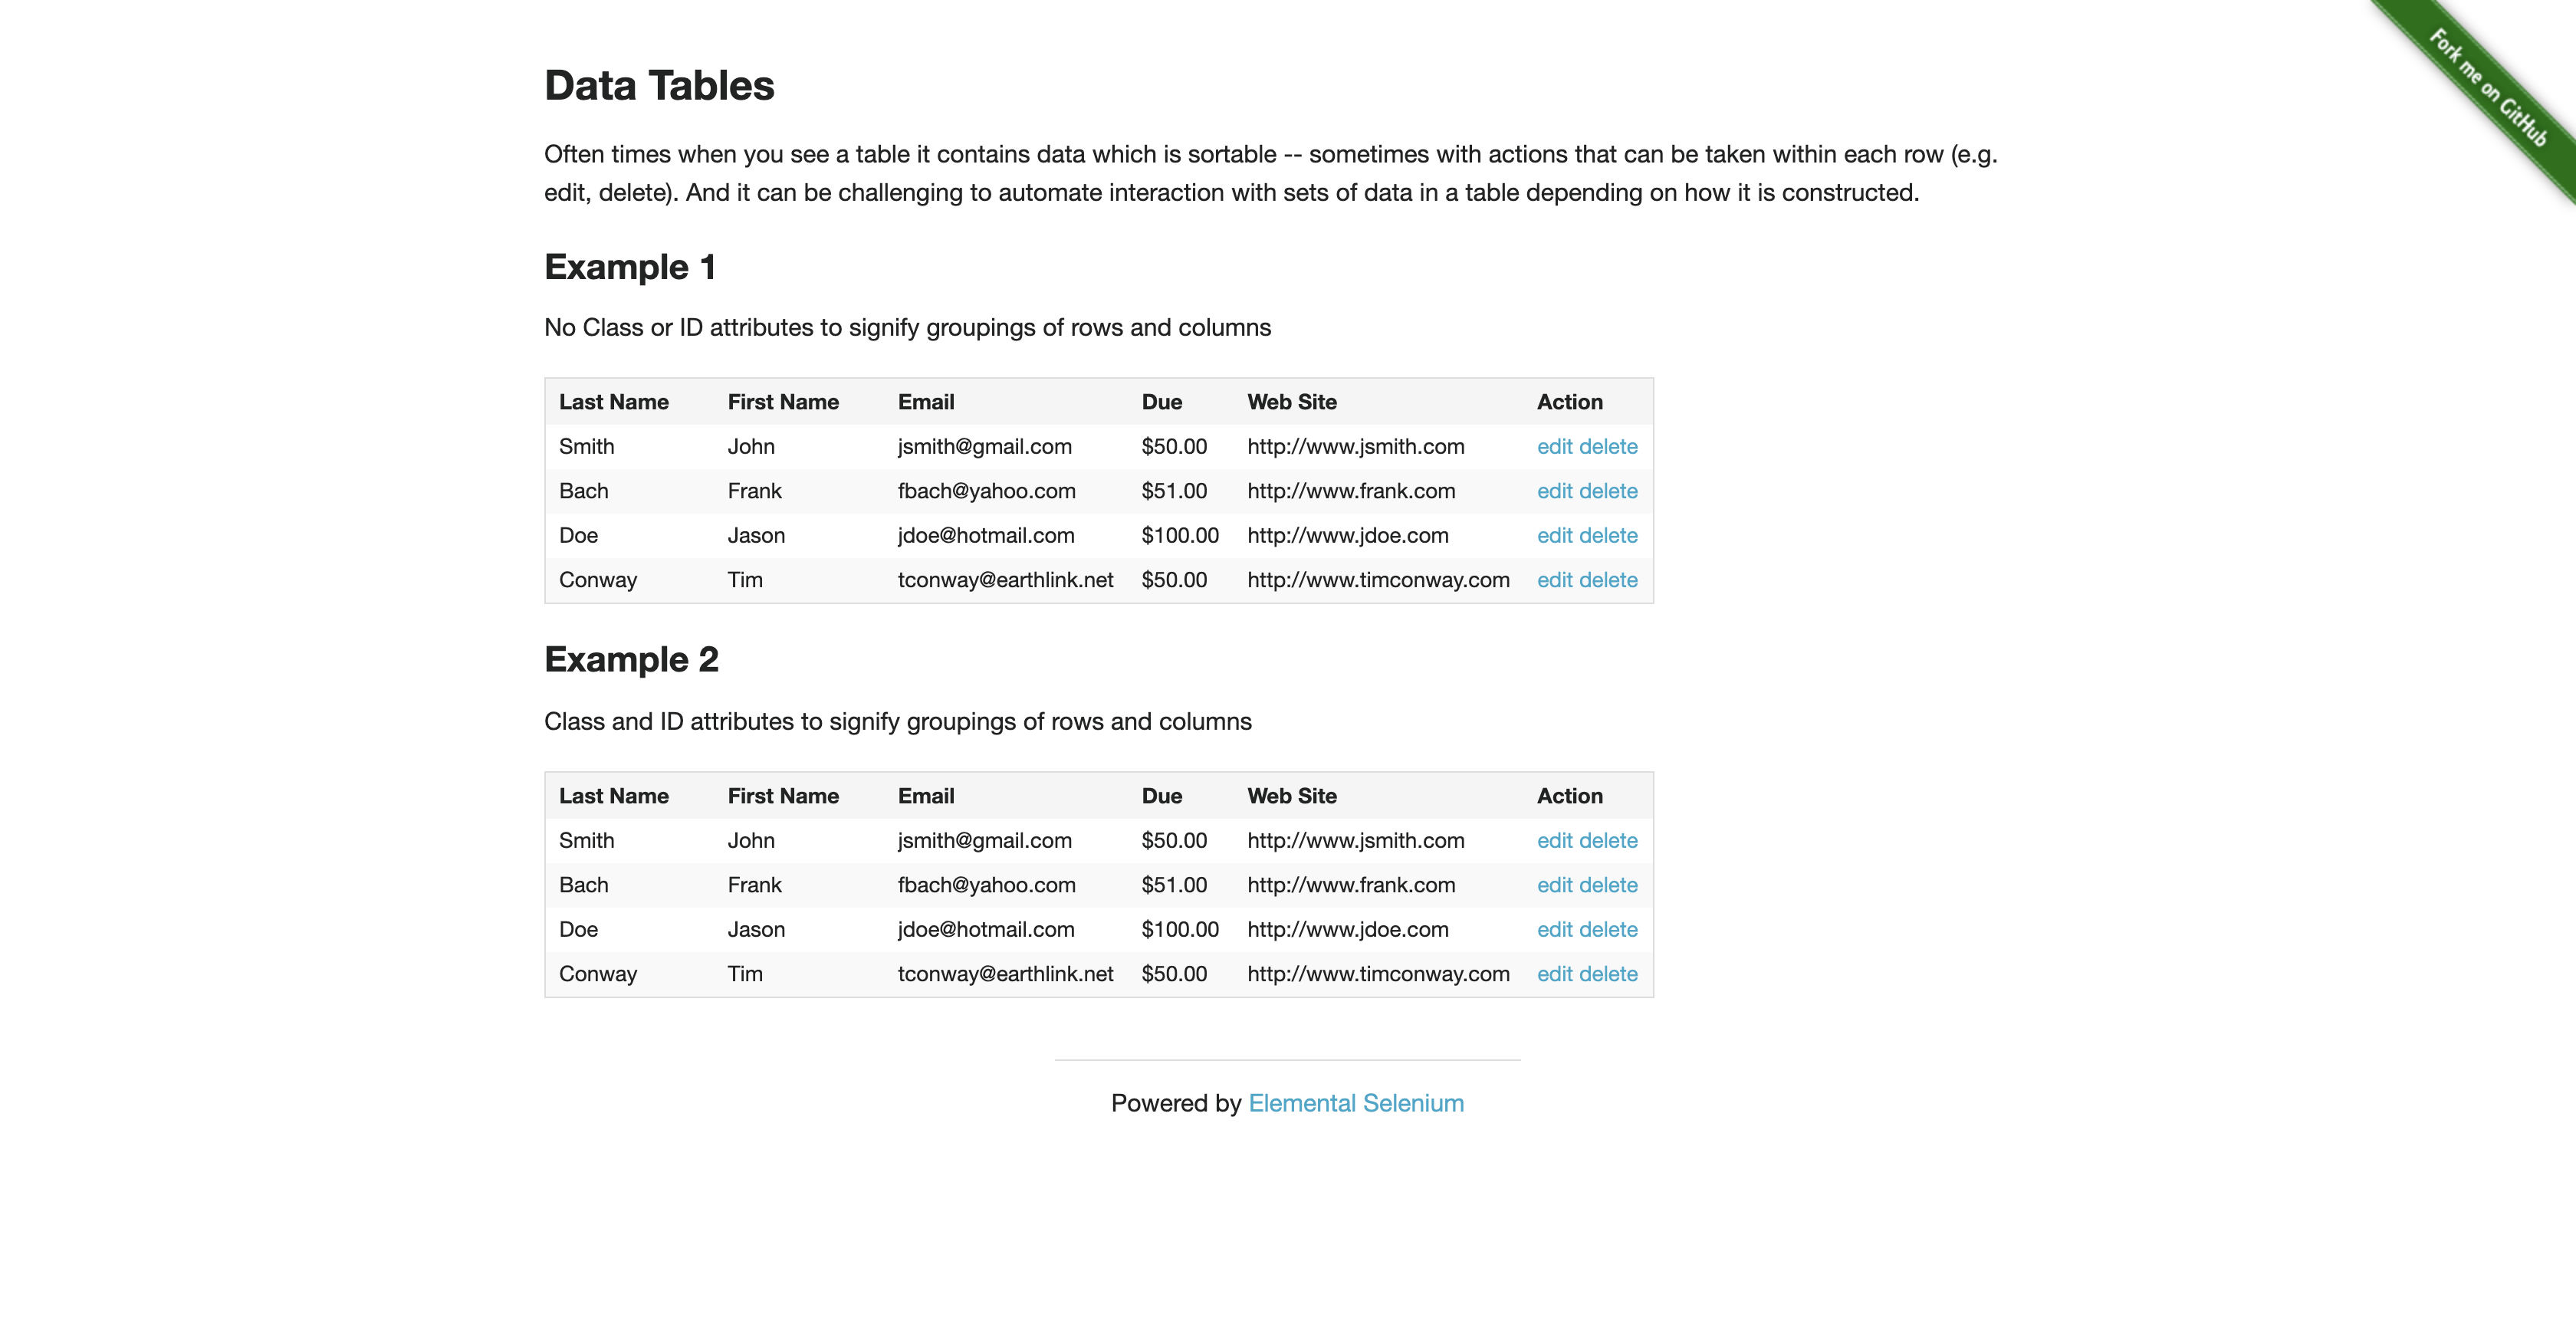 Fork me on GitHub
Data Tables
Often times when you see a table it contains data which is sortable -- sometimes with actions that can be taken within each row (e.g.
edit, delete). And it can be challenging to automate interaction with sets of data in a table depending on how it is constructed.
Example 1
No Class or ID attributes to signify groupings of rows and columns
Last Name First Name Email Due Web Site Action
Smith John jsmith@gmail.com $50.00 http://www.jsmith.com edit delete
Bach Frank fbach@yahoo.com $51.00 http://www.frank.com edit delete
Doe Jason jdoe@hotmail.com $100.00 http://www.jdoe.com edit delete
Conway Tim tconway@earthlink.net $50.00 http://www.timconway.com edit delete
Example 2
Class and ID attributes to signify groupings of rows and columns
Last Name First Name Email Due Web Site Action
Smith John jsmith@gmail.com $50.00 http://www.jsmith.com edit delete
Bach Frank fbach@yahoo.com $51.00 http://www.frank.com edit delete
Doe Jason jdoe@hotmail.com $100.00 http://www.jdoe.com edit delete
Conway Tim tconway@earthlink.net $50.00 http://www.timconway.com edit delete
Powered by Elemental Selenium